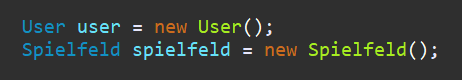 User user = new User();
Spielfeld spielfeld = new Spielfeld();